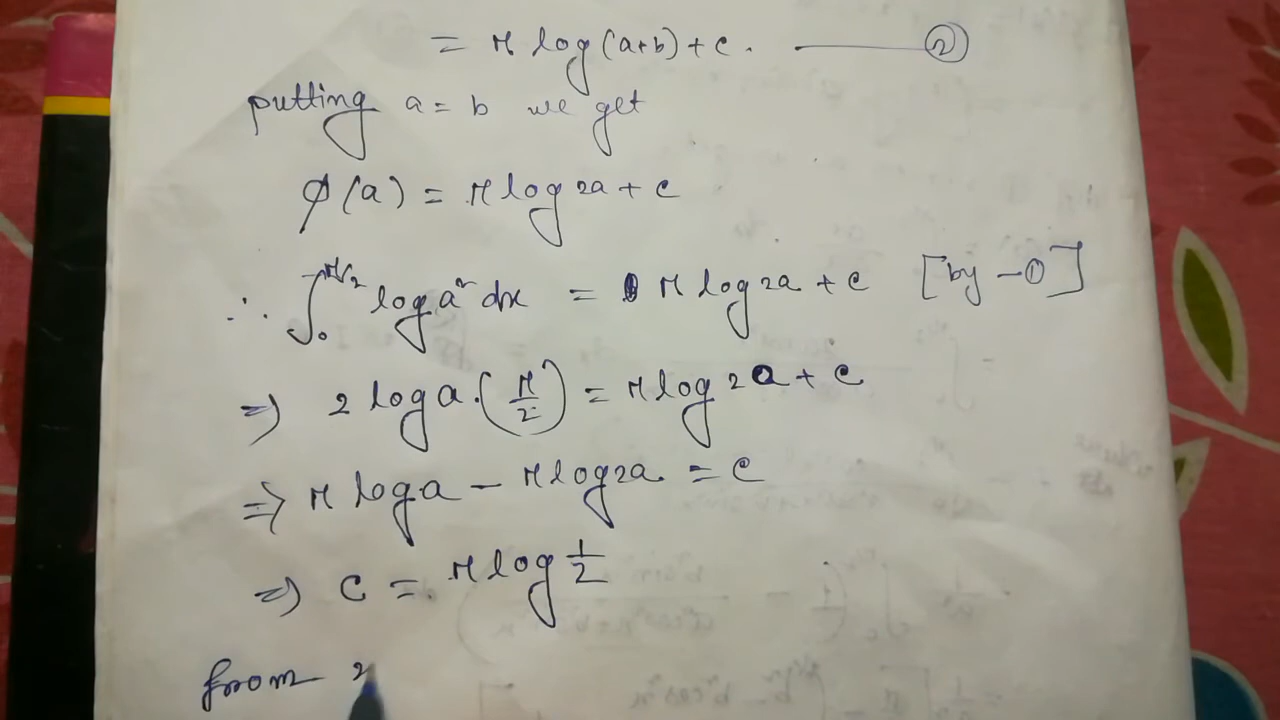 = π log(a+b) + c. ——— ②
putting a = b we get
φ(a) = π log 2a + c
∴ ∫₀^{π/2} log a² dx = π log 2a + c [by - ①]
⇒ 2 log a · (π/2) = π log 2a + c
⇒ π log a - π log 2a = c
⇒ c = π log 1/2
from 2